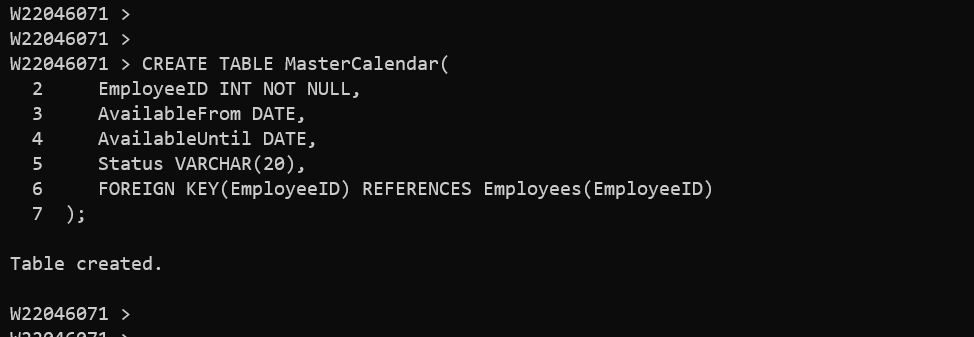 W22046071 >
W22046071 >
W22046071 > CREATE TABLE MasterCalendar(
  2     EmployeeID INT NOT NULL,
  3     AvailableFrom DATE,
  4     AvailableUntil DATE,
  5     Status VARCHAR(20),
  6     FOREIGN KEY(EmployeeID) REFERENCES Employees(EmployeeID)
  7  );
Table created.
W22046071 >
W22046071 >